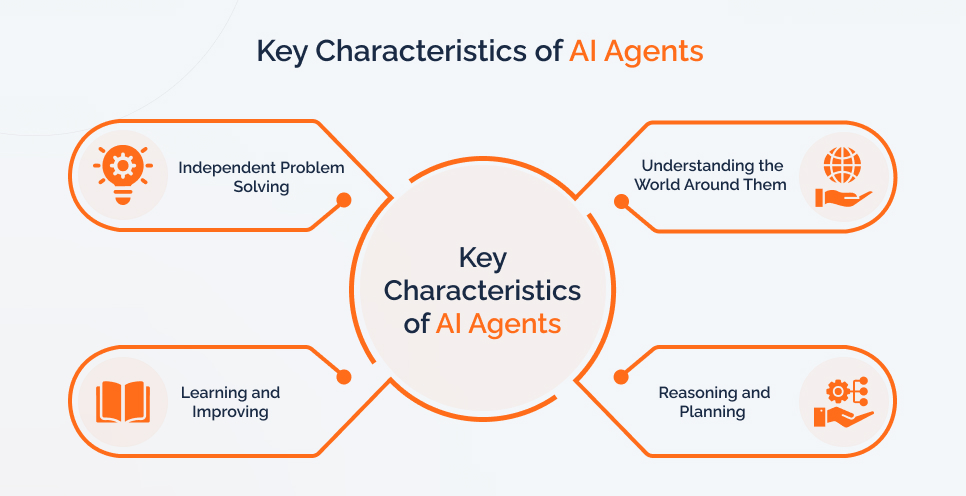 Key Characteristics of AI Agents
Independent Problem
Solving
Understanding the
World Around Them
Key
Characteristics
of AI Agents
Learning and
Improving
Reasoning and
Planning